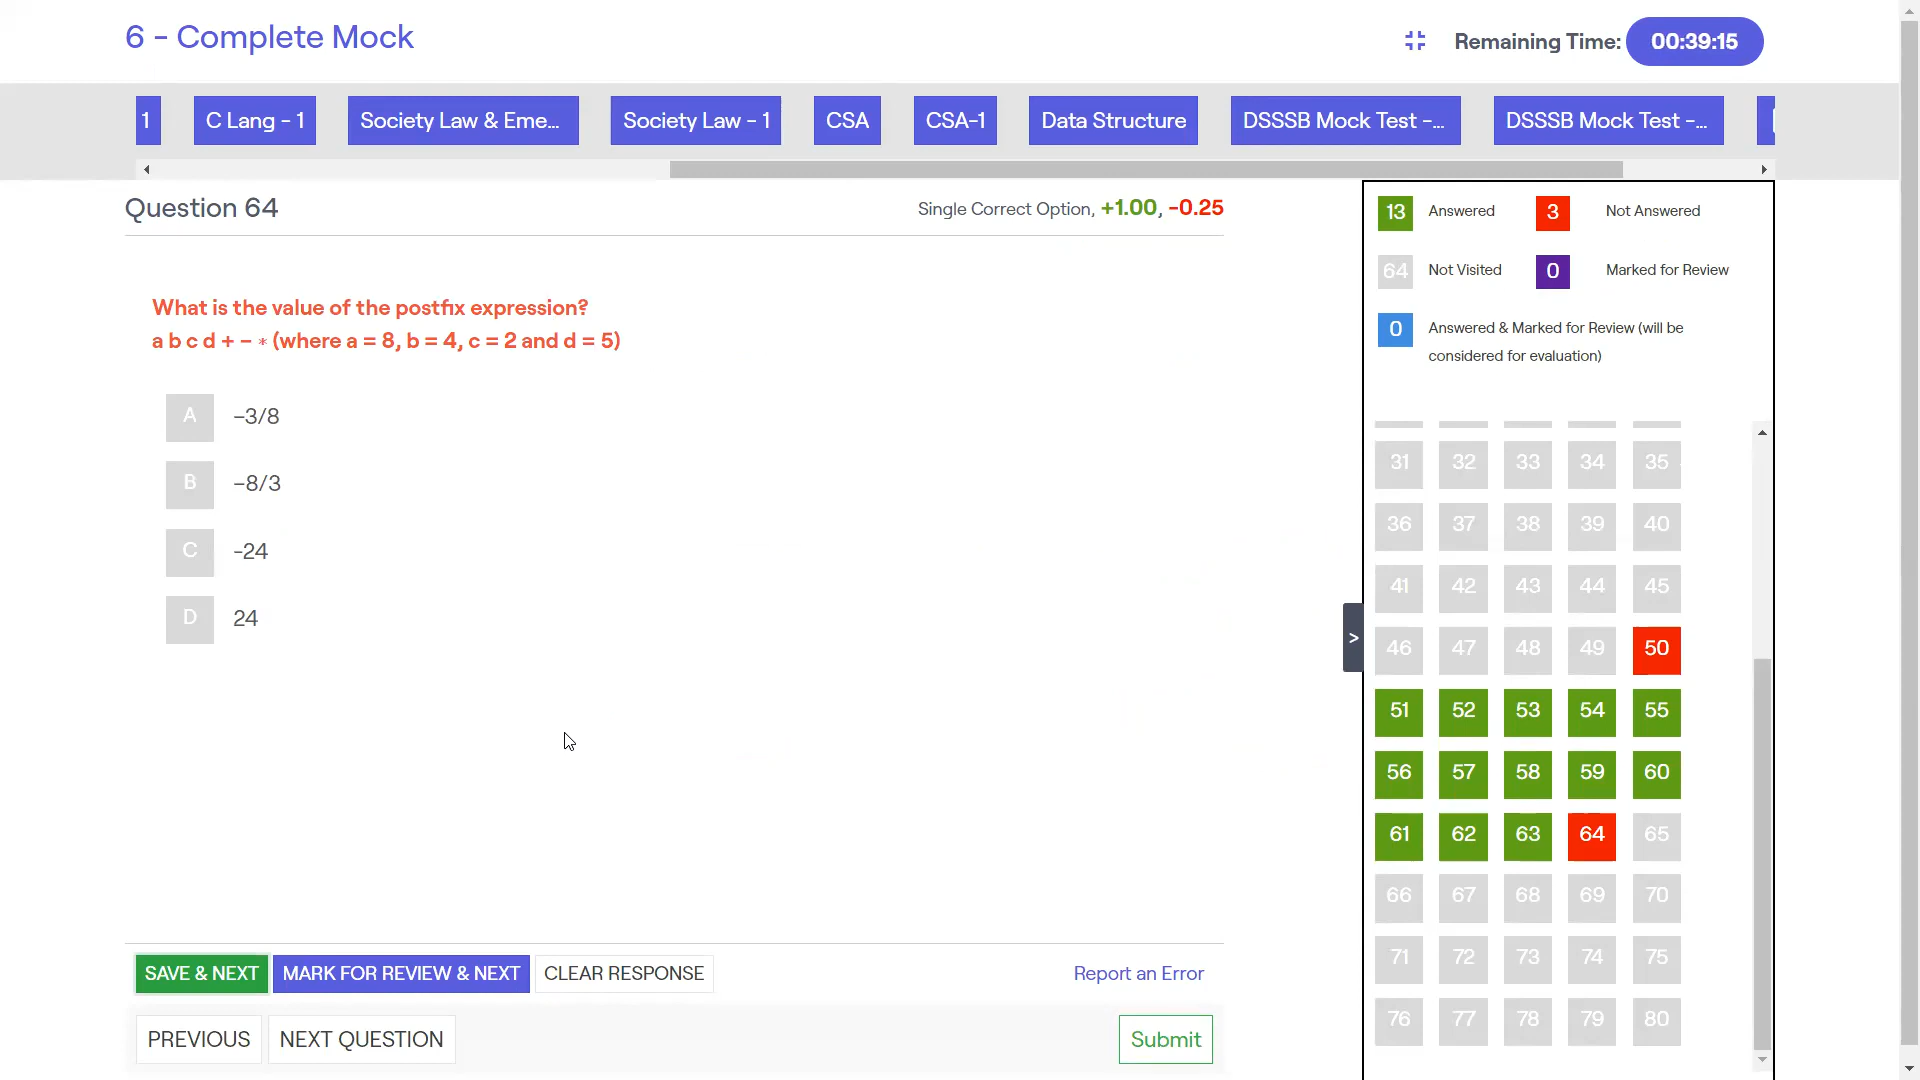 6 - Complete Mock
Remaining Time: 00:39:15
1
C Lang - 1
Society Law & Eme...
Society Law - 1
CSA
CSA-1
Data Structure
DSSSB Mock Test -...
DSSSB Mock Test -...
Question 64
Single Correct Option, +1.00, -0.25
13 Answered
3 Not Answered
64 Not Visited
0 Marked for Review
0 Answered & Marked for Review (will be
considered for evaluation)
What is the value of the postfix expression?
a b c d + – * (where a = 8, b = 4, c = 2 and d = 5)
A –3/8
B –8/3
C -24
D 24
>
31 32 33 34 35
36 37 38 39 40
41 42 43 44 45
46 47 48 49 50
51 52 53 54 55
56 57 58 59 60
61 62 63 64 65
66 67 68 69 70
71 72 73 74 75
76 77 78 79 80
SAVE & NEXT
MARK FOR REVIEW & NEXT
CLEAR RESPONSE
Report an Error
PREVIOUS
NEXT QUESTION
Submit